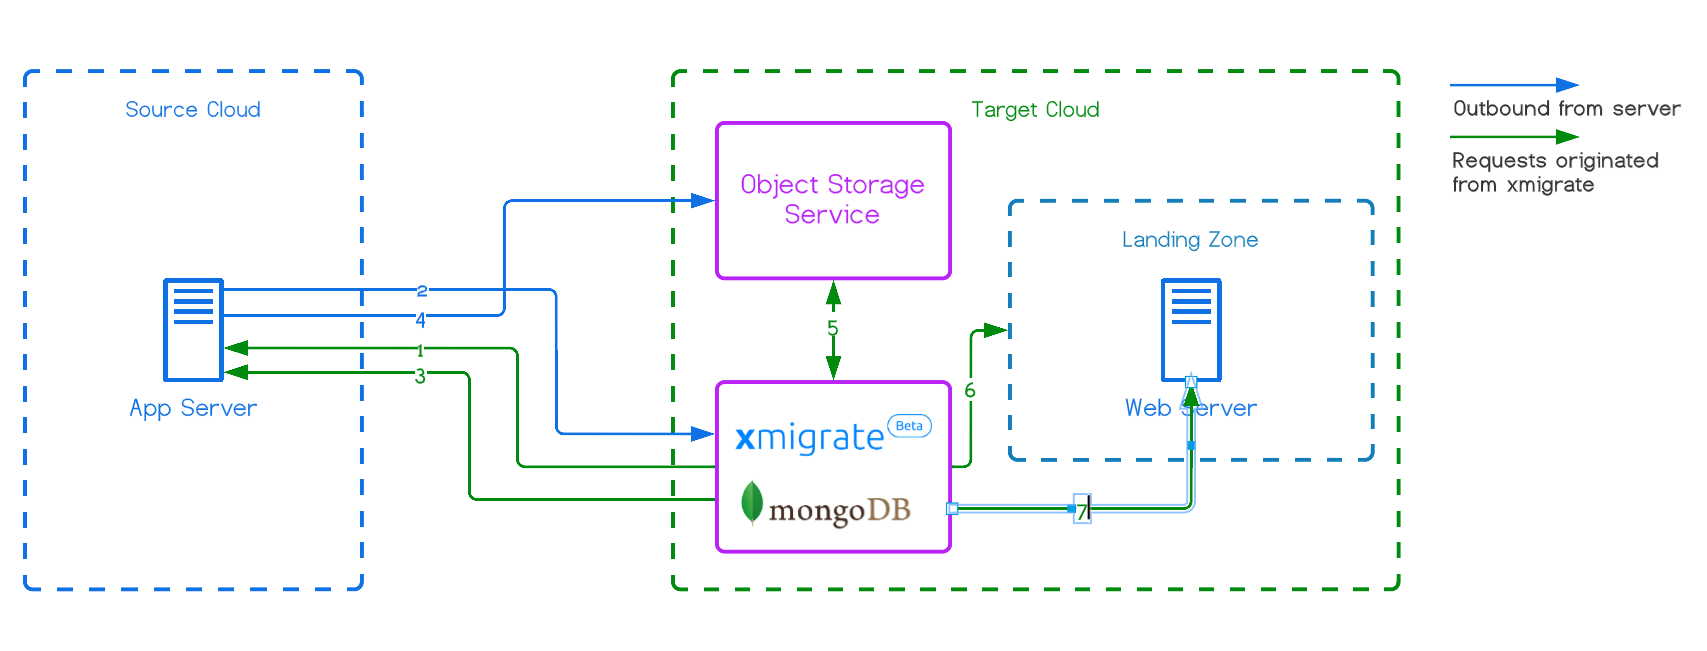 Source Cloud
Target Cloud
Outbound from server
Requests originated
from xmigrate
Object Storage
Service
Landing Zone
2
4
5
1
3
6
App Server
Web Server
xmigrate Beta
mongoDB
7